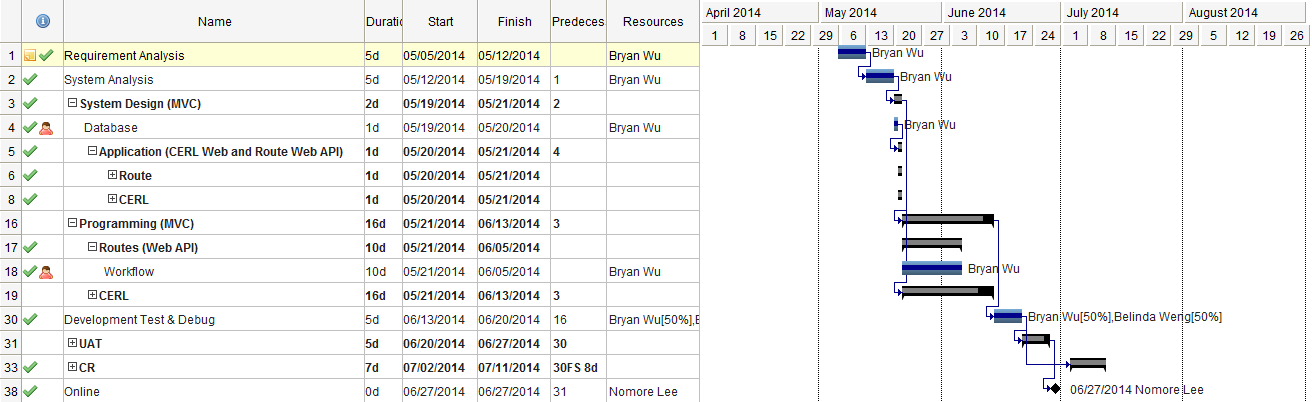 Name Duratio Start Finish Predeces Resources
April 2014 May 2014 June 2014 July 2014 August 2014
1 8 15 22 29 6 13 20 27 3 10 17 24 1 8 15 22 29 5 12 19 26
1 Requirement Analysis 5d 05/05/2014 05/12/2014 Bryan Wu Bryan Wu
2 System Analysis 5d 05/12/2014 05/19/2014 1 Bryan Wu Bryan Wu
3 System Design (MVC) 2d 05/19/2014 05/21/2014 2
4 Database 1d 05/19/2014 05/20/2014 Bryan Wu Bryan Wu
5 Application (CERL Web and Route Web API) 1d 05/20/2014 05/21/2014 4
6 Route 1d 05/20/2014 05/21/2014
8 CERL 1d 05/20/2014 05/21/2014
16 Programming (MVC) 16d 05/21/2014 06/13/2014 3
17 Routes (Web API) 10d 05/21/2014 06/05/2014
18 Workflow 10d 05/21/2014 06/05/2014 Bryan Wu Bryan Wu
19 CERL 16d 05/21/2014 06/13/2014 3
30 Development Test & Debug 5d 06/13/2014 06/20/2014 16 Bryan Wu[50%],B Bryan Wu[50%],Belinda Weng[50%]
31 UAT 5d 06/20/2014 06/27/2014 30
33 CR 7d 07/02/2014 07/11/2014 30FS 8d
38 Online 0d 06/27/2014 06/27/2014 31 Nomore Lee 06/27/2014 Nomore Lee